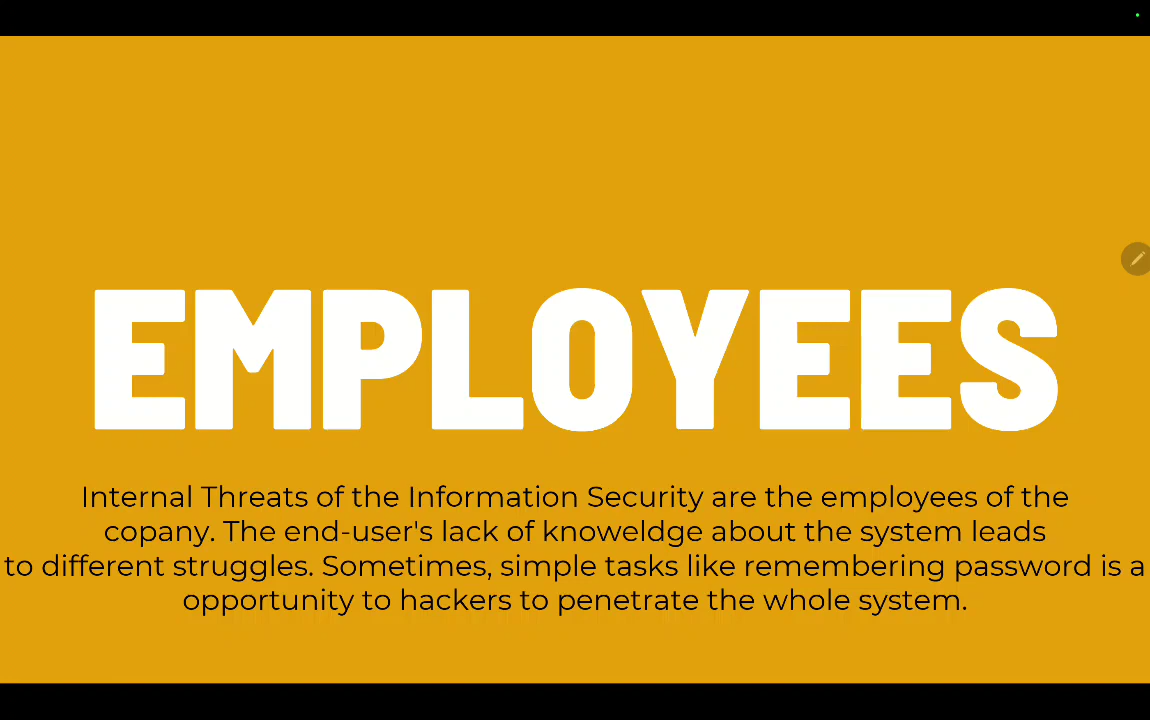 EMPLOYEES
Internal Threats of the Information Security are the employees of the
copany. The end-user's lack of knoweldge about the system leads
to different struggles. Sometimes, simple tasks like remembering password is a
opportunity to hackers to penetrate the whole system.